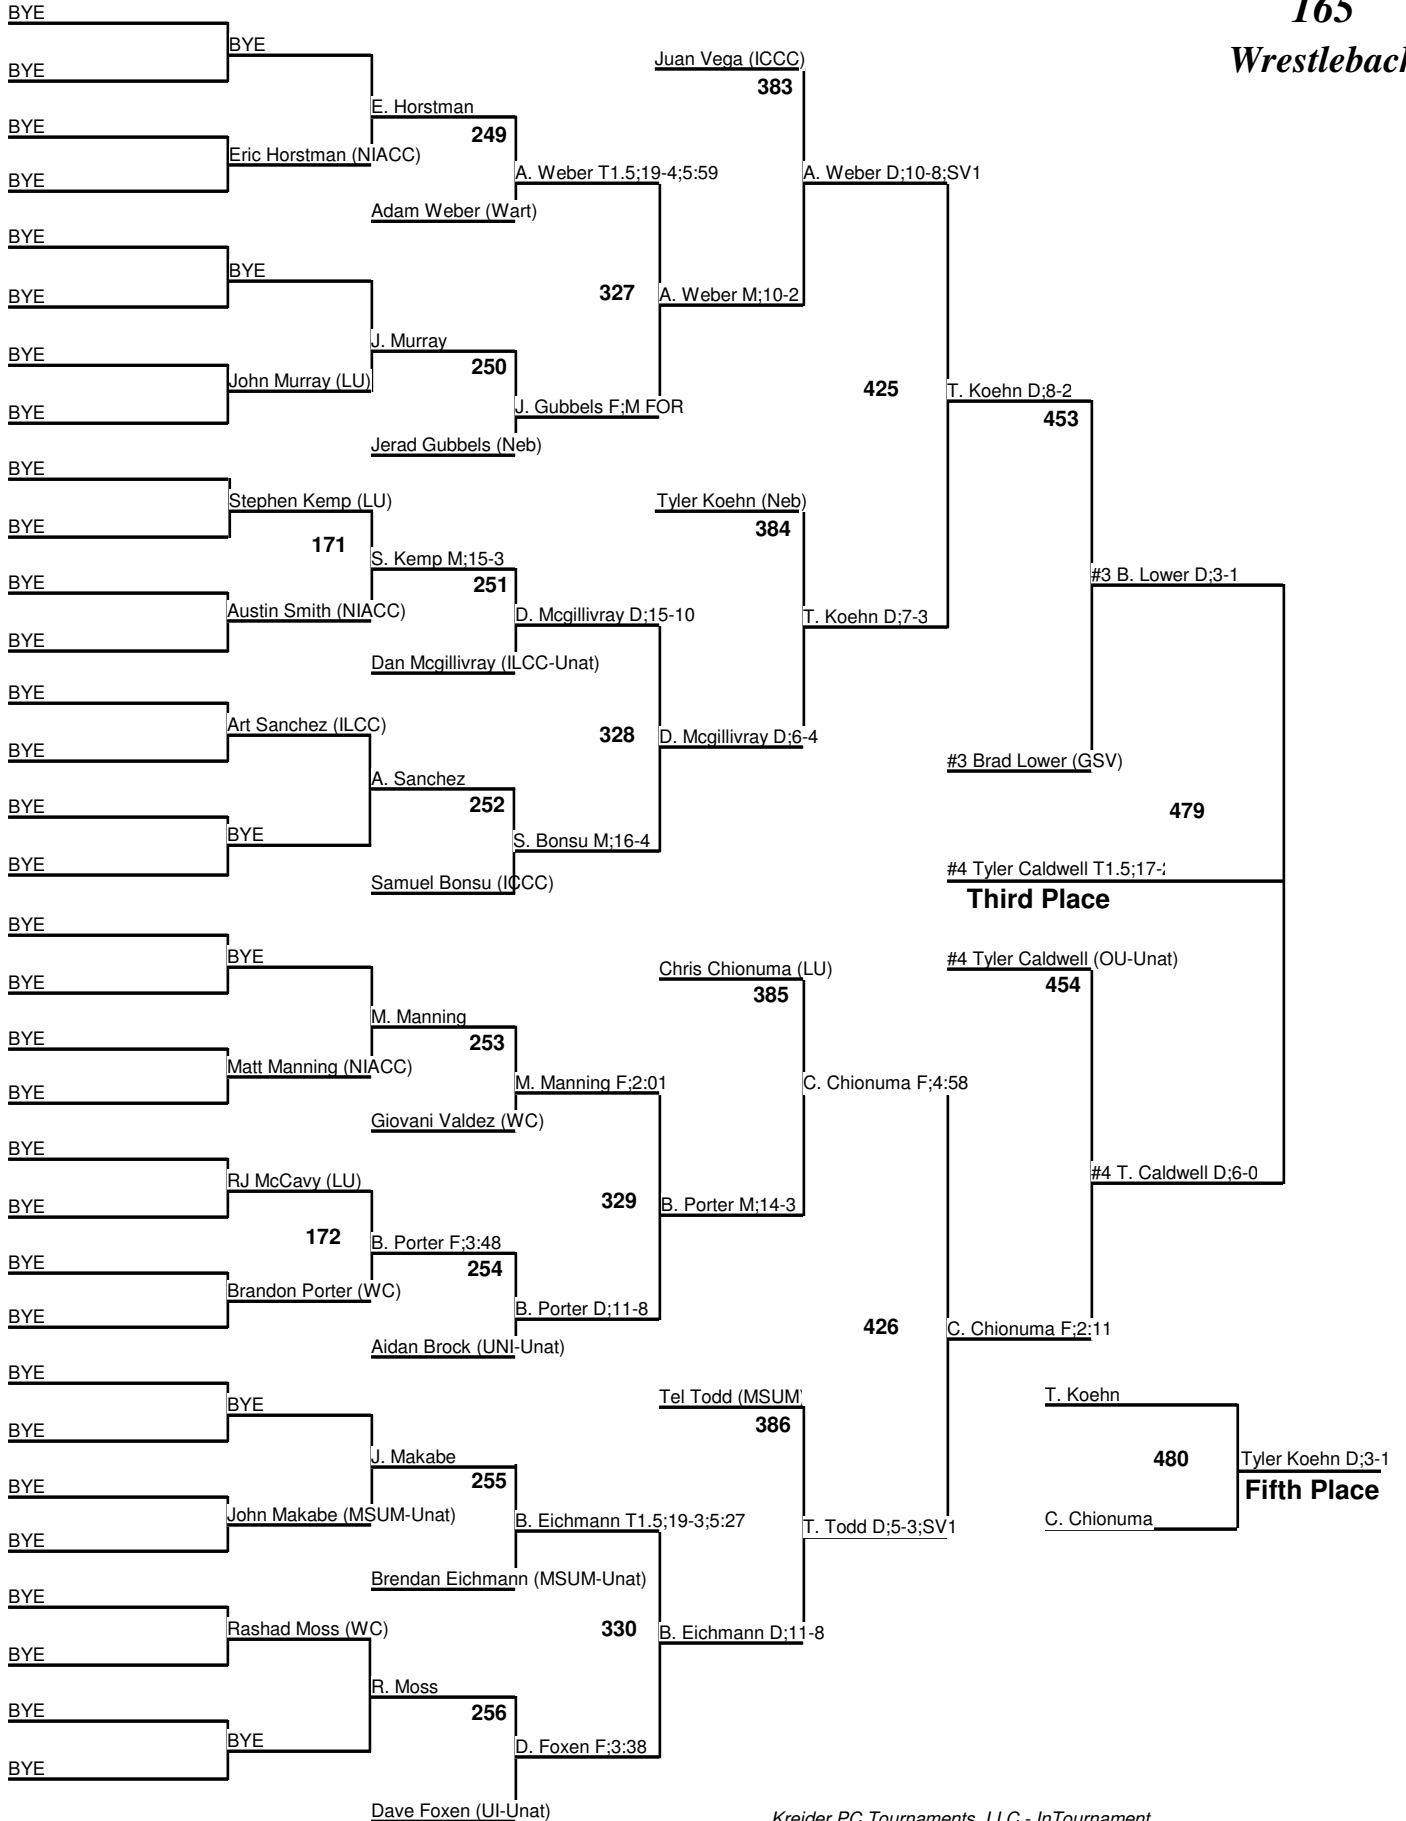 165
BYE
BYE
Juan Vega (ICCC)
Wrestleback
BYE
383
E. Horstman
BYE
249
Eric Horstman (NIACC)
A. Weber T1.5;19-4;5:59
A. Weber D;10-8;SV1
BYE
Adam Weber (Wart)
BYE
BYE
327
A. Weber M;10-2
BYE
J. Murray
BYE
250
John Murray (LU)
425
T. Koehn D;8-2
J. Gubbels F;M FOR
BYE
453
Jerad Gubbels (Neb)
BYE
Stephen Kemp (LU)
Tyler Koehn (Neb)
BYE
384
171
S. Kemp M;15-3
#3 B. Lower D;3-1
BYE
251
Austin Smith (NIACC)
D. Mcgillivray D;15-10
T. Koehn D;7-3
BYE
Dan Mcgillivray (ILCC-Unat)
BYE
Art Sanchez (ILCC)
328
D. Mcgillivray D;6-4
BYE
#3 Brad Lower (GSV)
A. Sanchez
252
479
BYE
BYE
S. Bonsu M;16-4
BYE
#4 Tyler Caldwell T1.5;17-
Samuel Bonsu (ICCC)
Third Place
BYE
BYE
Chris Chionuma (LU)
#4 Tyler Caldwell (OU-Unat)
BYE
385
454
M. Manning
BYE
253
Matt Manning (NIACC)
M. Manning F;2:01
C. Chionuma F;4:58
BYE
Giovani Valdez (WC)
BYE
RJ McCavy (LU)
#4 T. Caldwell D;6-0
329
B. Porter M;14-3
BYE
172
B. Porter F;3:48
BYE
254
Brandon Porter (WC)
B. Porter D;11-8
BYE
426
C. Chionuma F;2:11
Aidan Brock (UNI-Unat)
BYE
BYE
Tel Todd (MSUM)
T. Koehn
BYE
386
J. Makabe
480
Tyler Koehn D;3-1
BYE
255
Fifth Place
John Makabe (MSUM-Unat)
B. Eichmann T1.5;19-3;5:27
T. Todd D;5-3;SV1
C. Chionuma
BYE
Brendan Eichmann (MSUM-Unat)
BYE
Rashad Moss (WC)
330
B. Eichmann D;11-8
BYE
R. Moss
BYE
256
BYE
D. Foxen F;3:38
BYE
Dave Foxen (UI-Unat)
Kreider PC Tournaments, LLC - InTournament